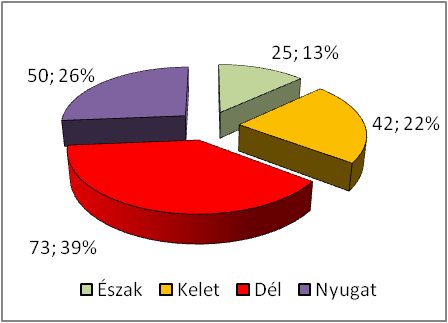 25; 13%
50; 26%
42; 22%
73; 39%
Észak Kelet Dél Nyugat